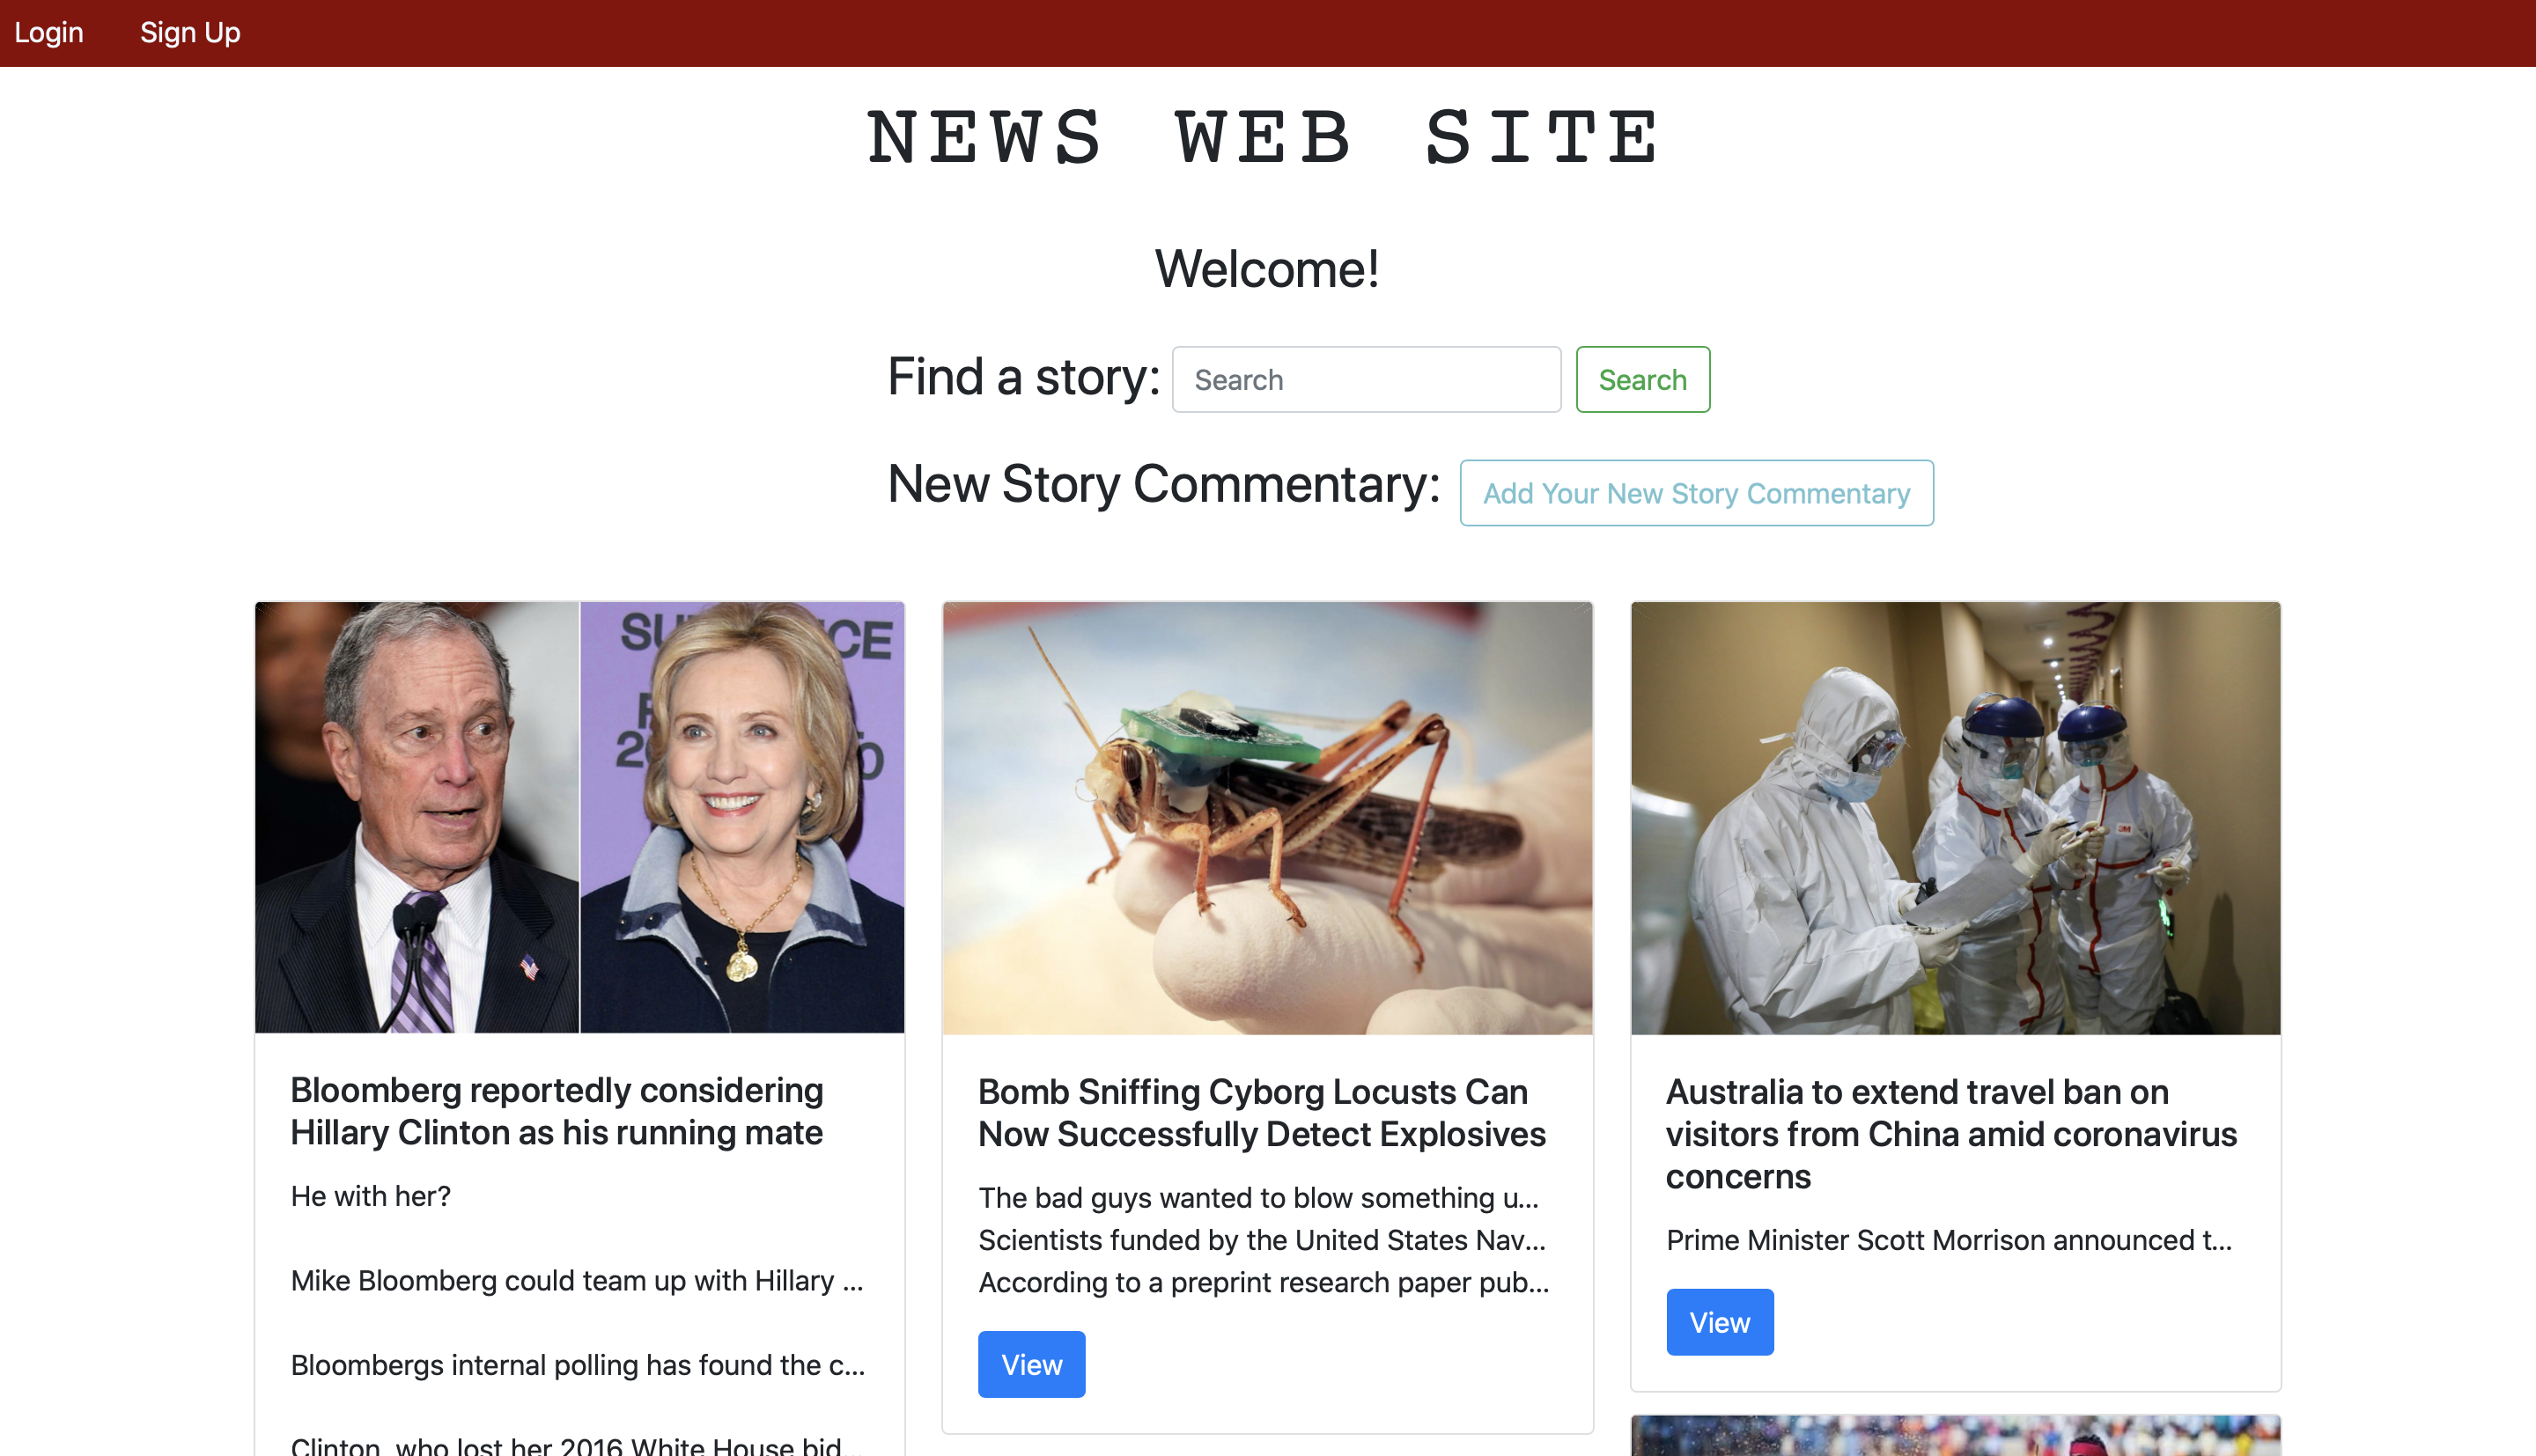 Login
Sign Up
NEWS WEB SITE
Welcome!
Find a story:
Search
Search
New Story Commentary:
Add Your New Story Commentary
Bloomberg reportedly considering
Hillary Clinton as his running mate
He with her?
Mike Bloomberg could team up with Hillary ...
Bloombergs internal polling has found the c...
Clinton, who lost her 2016 White House bid...
Bomb Sniffing Cyborg Locusts Can
Now Successfully Detect Explosives
The bad guys wanted to blow something u...
Scientists funded by the United States Nav...
According to a preprint research paper pub...
View
3M
Australia to extend travel ban on
visitors from China amid coronavirus
concerns
Prime Minister Scott Morrison announced t...
View